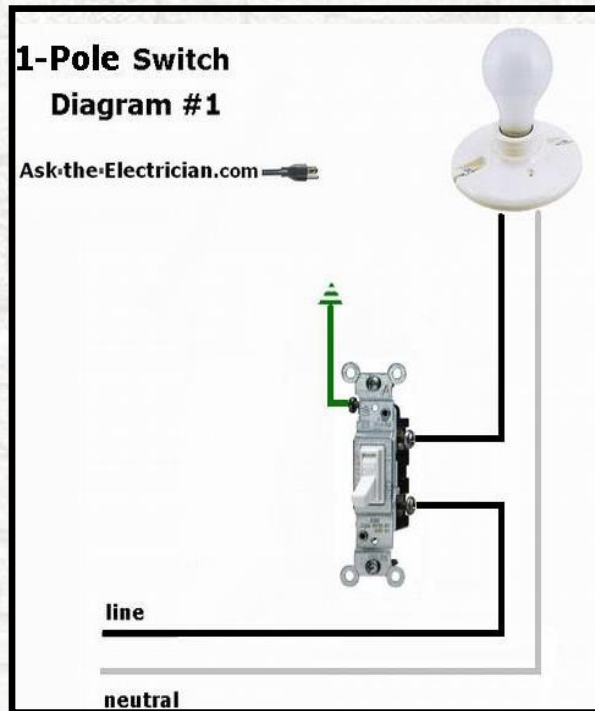 1-Pole Switch
Diagram #1
Ask-the-Electrician.com
line
neutral